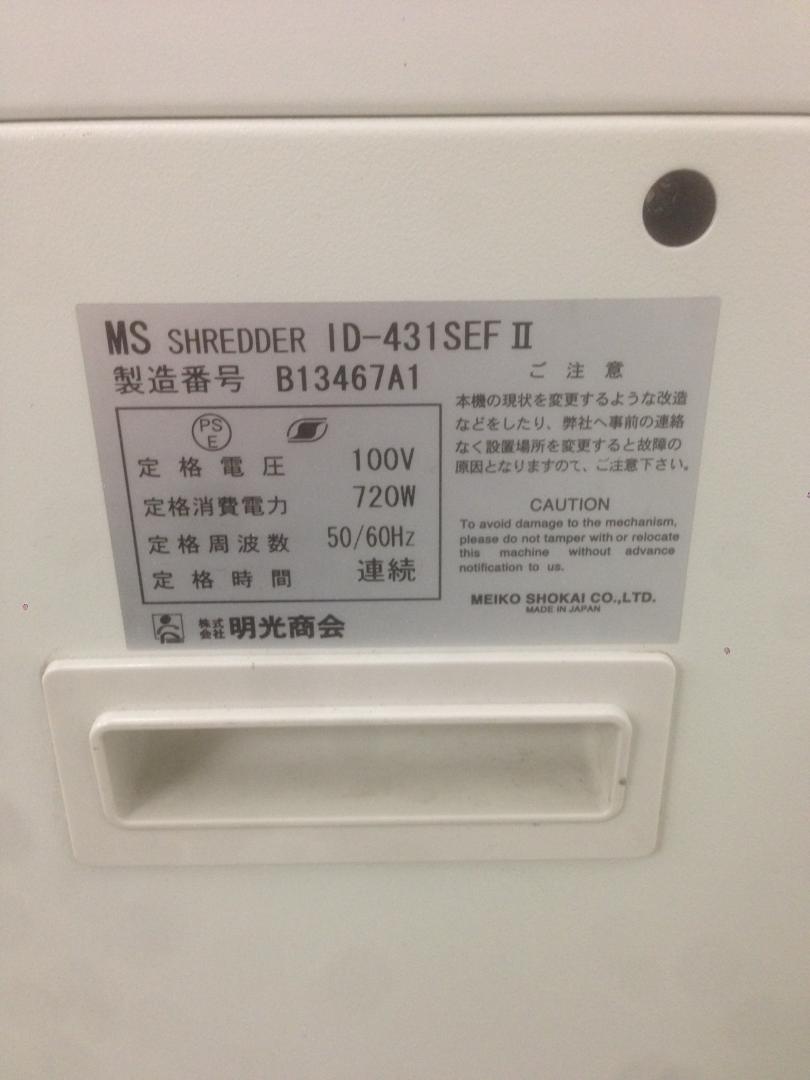 MS SHREDDER ID-431SEFⅡ
製造番号 B13467A1
PS
E
定格電圧 100V
定格消費電力 720W
定格周波数 50/60Hz
定格時間 連続
株式会社 明光商会
ご注意
本機の現状を変更するような改造
などをしたり、弊社へ事前の連絡
なく設置場所を変更すると故障の
原因となりますので、ご注意下さい。
CAUTION
To avoid damage to the mechanism,
please do not tamper with or relocate
this machine without advance
notification to us.
MEIKO SHOKAI CO.,LTD.
MADE IN JAPAN